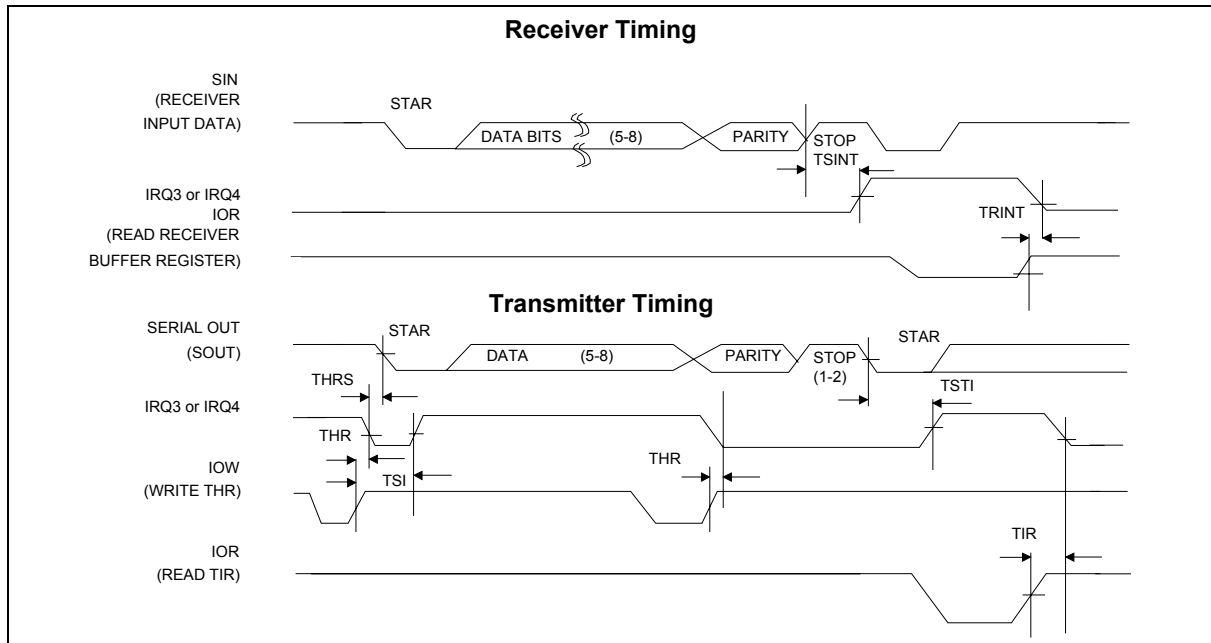 Receiver Timing
SIN
(RECEIVER
INPUT DATA)
STAR
DATA BITS (5-8)
PARITY
STOP
TSINT
IRQ3 or IRQ4
IOR
(READ RECEIVER
BUFFER REGISTER)
TRINT
Transmitter Timing
SERIAL OUT
(SOUT)
STAR
DATA (5-8)
PARITY
STOP
(1-2)
STAR
THRS
TSTI
IRQ3 or IRQ4
THR
THR
IOW
(WRITE THR)
TSI
IOR
(READ TIR)
TIR